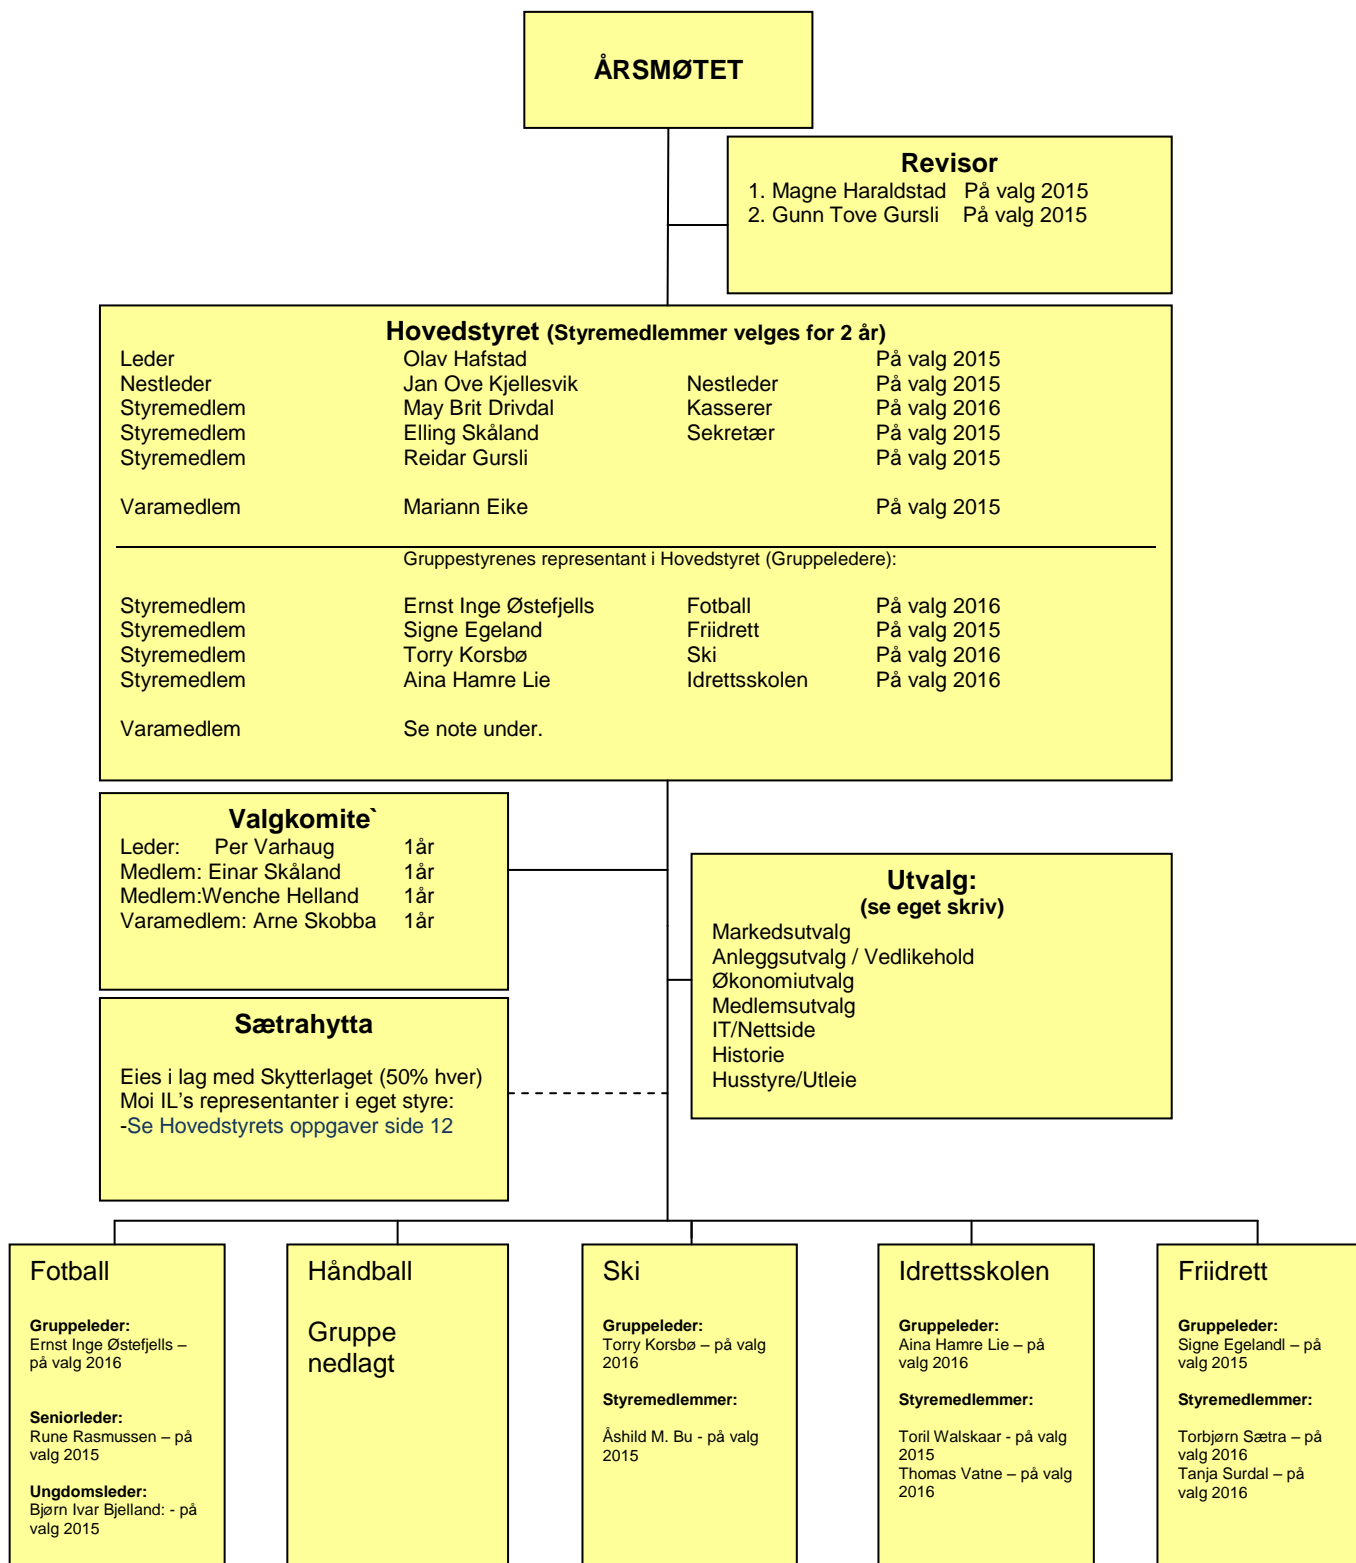 ÅRSMØTET
Revisor
1. Magne Haraldstad På valg 2015
2. Gunn Tove Gursli På valg 2015
Hovedstyret (Styremedlemmer velges for 2 år)
Leder Olav Hafstad På valg 2015
Nestleder Jan Ove Kjellesvik Nestleder På valg 2015
Styremedlem May Brit Drivdal Kasserer På valg 2016
Styremedlem Elling Skåland Sekretær På valg 2015
Styremedlem Reidar Gursli På valg 2015
Varamedlem Mariann Eike På valg 2015
Gruppestyrenes representant i Hovedstyret (Gruppeledere):
Styremedlem Ernst Inge Østefjells Fotball På valg 2016
Styremedlem Signe Egeland Friidrett På valg 2015
Styremedlem Torry Korsbø Ski På valg 2016
Styremedlem Aina Hamre Lie Idrettsskolen På valg 2016
Varamedlem Se note under.
Valgkomite`
Leder: Per Varhaug 1år
Medlem: Einar Skåland 1år
Medlem:Wenche Helland 1år
Varamedlem: Arne Skobba 1år
Utvalg:
(se eget skriv)
Markedsutvalg
Anleggsutvalg / Vedlikehold
Økonomiutvalg
Medlemsutvalg
IT/Nettside
Historie
Husstyre/Utleie
Sætrahytta
Eies i lag med Skytterlaget (50% hver)
Moi IL's representanter i eget styre:
-Se Hovedstyrets oppgaver side 12
Fotball
Gruppeleder:
Ernst Inge Østefjells –
på valg 2016
Seniorleder:
Rune Rasmussen – på
valg 2015
Ungdomsleder:
Bjørn Ivar Bjelland: - på
valg 2015
Håndball
Gruppe
nedlagt
Ski
Gruppeleder:
Torry Korsbø – på valg
2016
Styremedlemmer:
Åshild M. Bu - på valg
2015
Idrettsskolen
Gruppeleder:
Aina Hamre Lie – på
valg 2016
Styremedlemmer:
Toril Walskaar - på valg
2015
Thomas Vatne – på valg
2016
Friidrett
Gruppeleder:
Signe Egelandl – på
valg 2015
Styremedlemmer:
Torbjørn Sætra – på
valg 2016
Tanja Surdal – på
valg 2016